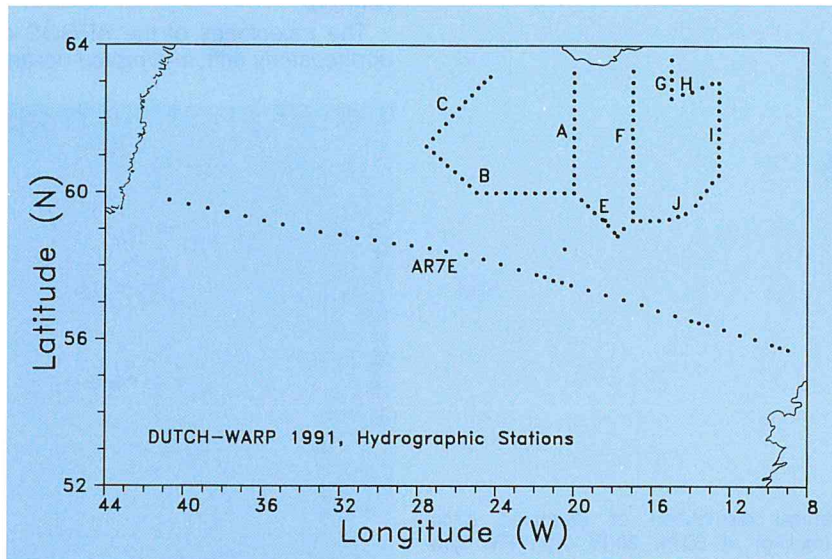 64
60
56
52
Latitude (N)
C
A
F
G
H
I
B
E
J
AR7E
DUTCH-WARP 1991, Hydrographic Stations
44 40 36 32 28 24 20 16 12 8
Longitude (W)